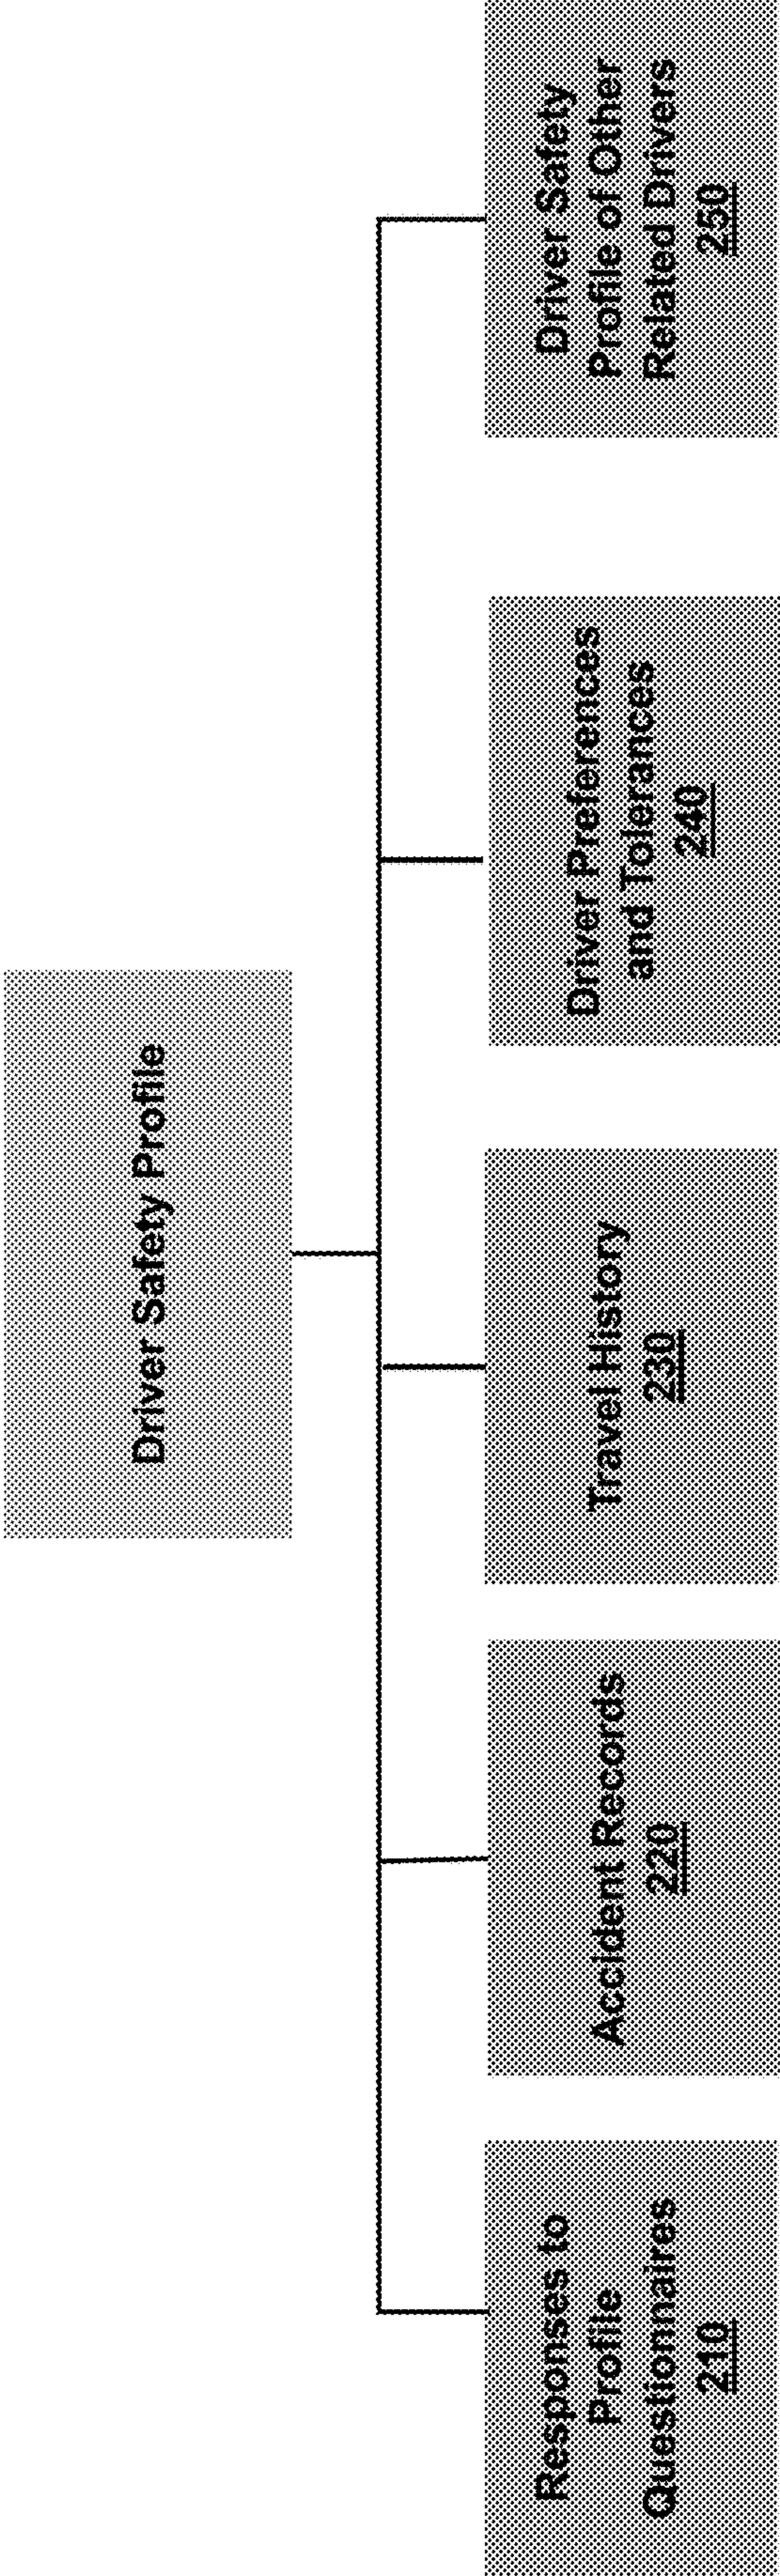 Driver Safety Profile
Responses to
Profile
Questionnaires
210
Accident Records
220
Travel History
230
Driver Preferences
and Tolerances
240
Driver Safety
Profile of Other
Related Drivers
250